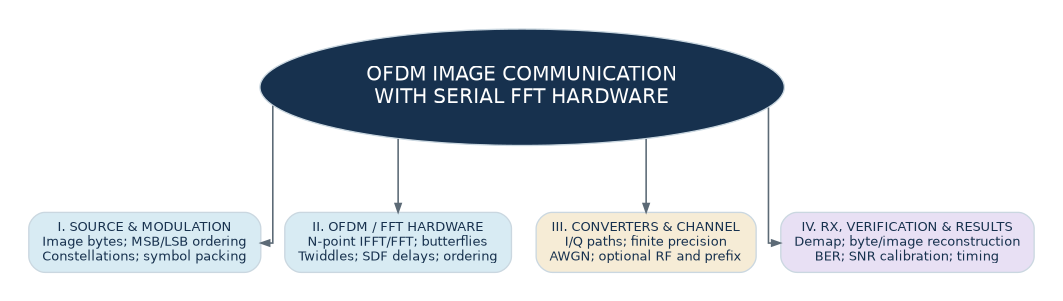 OFDM IMAGE COMMUNICATION
WITH SERIAL FFT HARDWARE
I. SOURCE & MODULATION
Image bytes; MSB/LSB ordering
Constellations; symbol packing
II. OFDM / FFT HARDWARE
N-point IFFT/FFT; butterflies
Twiddles; SDF delays; ordering
III. CONVERTERS & CHANNEL
I/Q paths; finite precision
AWGN; optional RF and prefix
IV. RX, VERIFICATION & RESULTS
Demap; byte/image reconstruction
BER; SNR calibration; timing